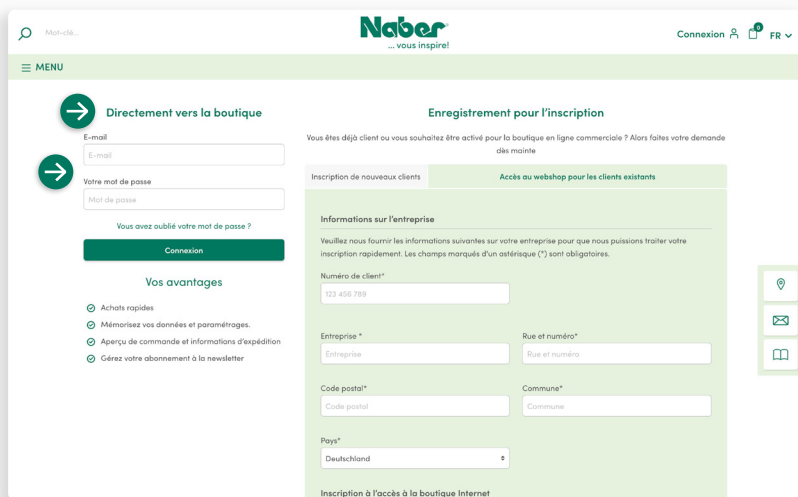 Mot-clé...
Naber
... vous inspire!
Connexion
0
FR
MENU
Directement vers la boutique
E-mail
E-mail
Votre mot de passe
Mot de passe
Vous avez oublié votre mot de passe ?
Connexion
Vos avantages
Achats rapides
Mémorisez vos données et paramétrages.
Aperçu de commande et informations d'expédition
Gérez votre abonnement à la newsletter
Enregistrement pour l'inscription
Vous êtes déjà client ou vous souhaitez être activé pour la boutique en ligne commerciale ? Alors faites votre demande
dès mainte
Inscription de nouveaux clients
Accès au webshop pour les clients existants
Informations sur l'entreprise
Veuillez nous fournir les informations suivantes sur votre entreprise pour que nous puissions traiter votre
inscription rapidement. Les champs marqués d'un astérisque (*) sont obligatoires.
Numéro de client*
123 456 789
Entreprise *
Entreprise
Rue et numéro*
Rue et numéro
Code postal*
Code postal
Commune*
Commune
Pays*
Deutschland
Inscription à l'accès à la boutique Internet